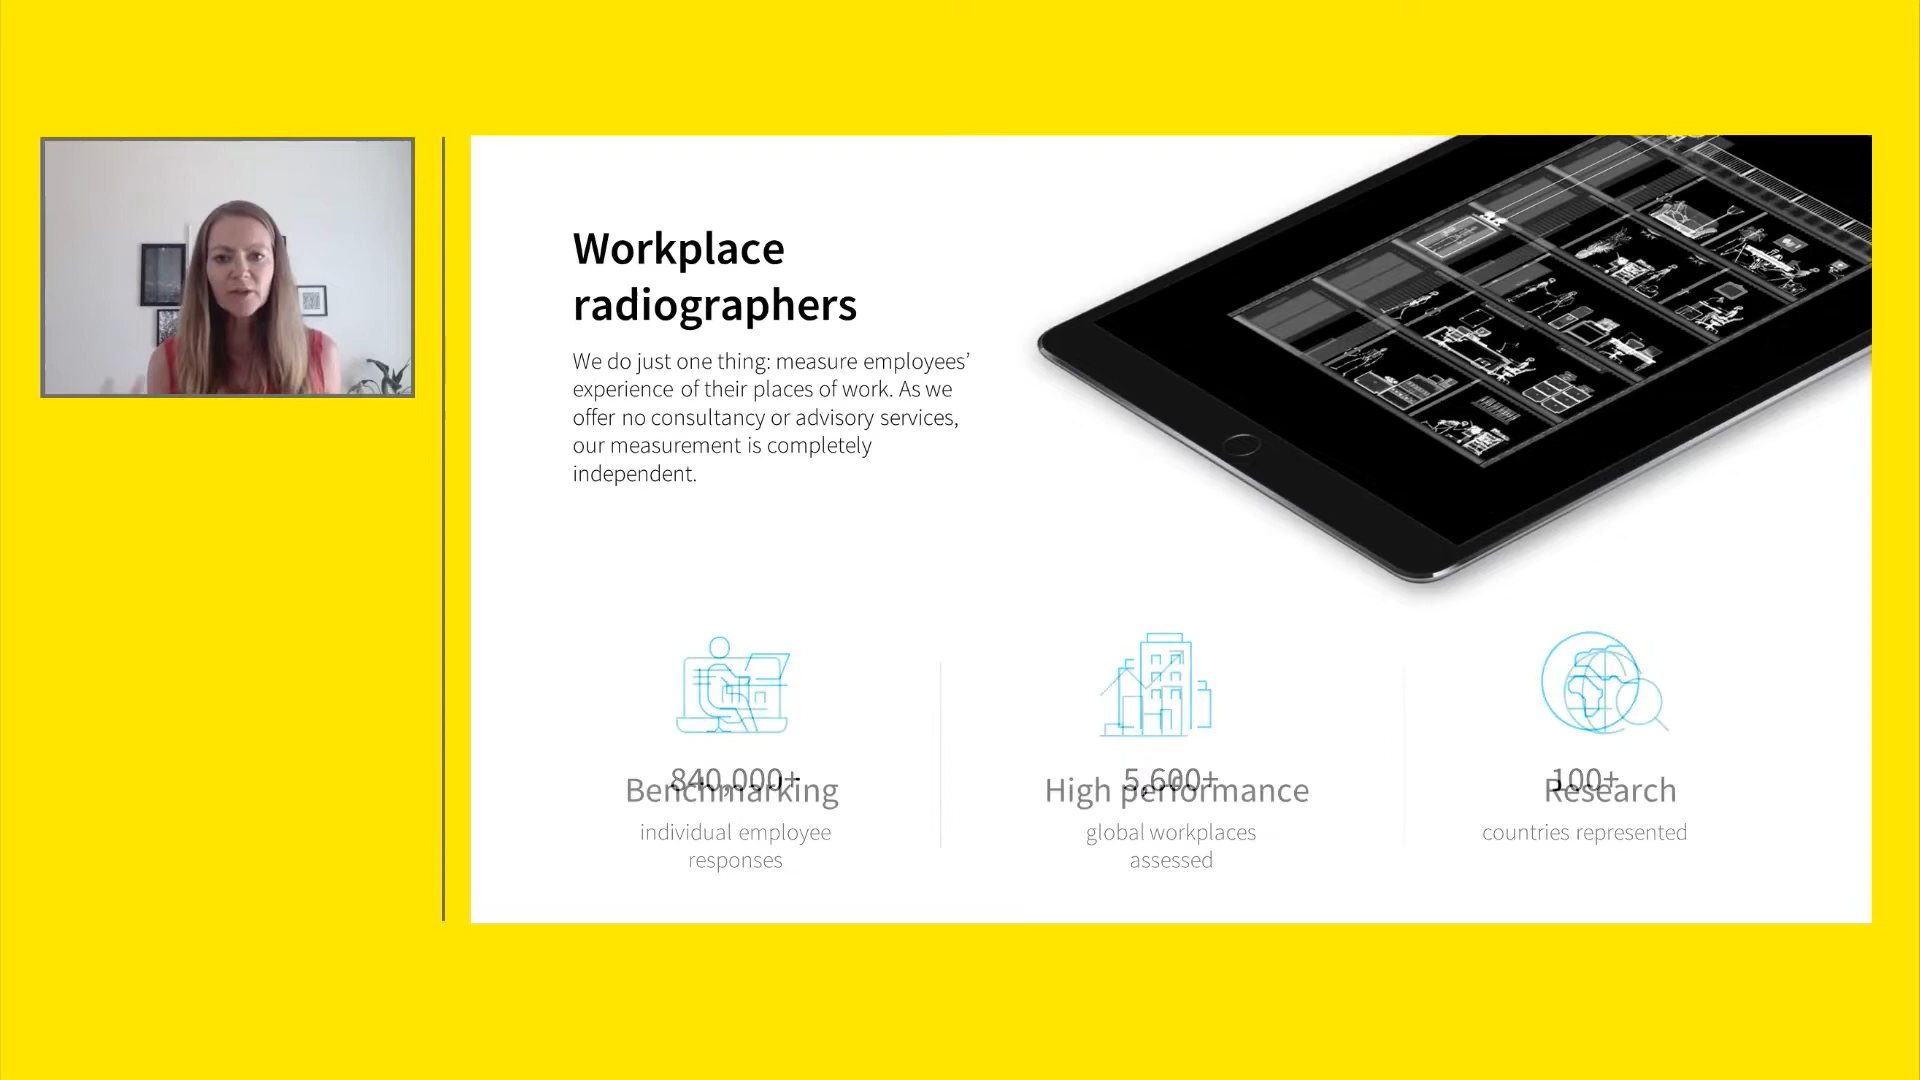 Workplace
radiographers
We do just one thing: measure employees’
experience of their places of work. As we
offer no consultancy or advisory services,
our measurement is completely
independent.
840,000+
Benchmarking
individual employee
responses
5,600+
High performance
global workplaces
assessed
100+
Research
countries represented